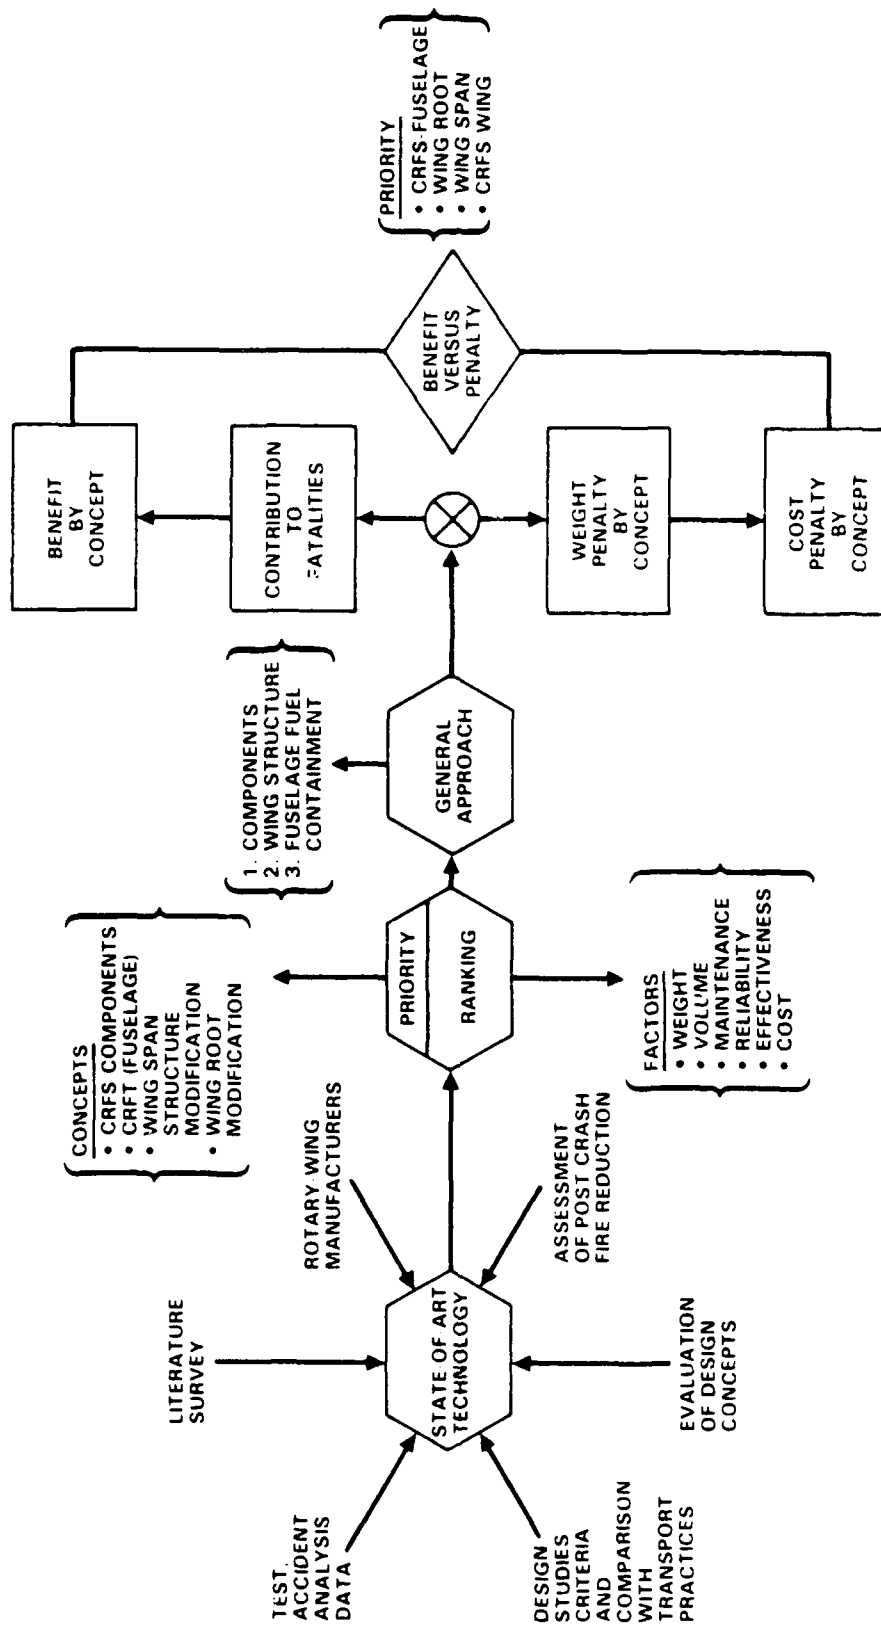 TEST,
ACCIDENT
ANALYSIS
DATA
LITERATURE
SURVEY
ROTARY-WING
MANUFACTURERS
DESIGN
STUDIES
CRITERIA
AND
COMPARISON
WITH
TRANSPORT
PRACTICES
EVALUATION
OF DESIGN
CONCEPTS
ASSESSMENT
OF POST CRASH
FIRE REDUCTION
STATE OF ART
TECHNOLOGY
CONCEPTS
• CRFS COMPONENTS
• CRFT (FUSELAGE)
• WING SPAN
STRUCTURE
MODIFICATION
• WING ROOT
MODIFICATION
PRIORITY
RANKING
FACTORS
• WEIGHT
• VOLUME
• MAINTENANCE
• RELIABILITY
• EFFECTIVENESS
• COST
1. COMPONENTS
2. WING STRUCTURE
3. FUSELAGE FUEL
CONTAINMENT
GENERAL
APPROACH
BENEFIT
BY
CONCEPT
CONTRIBUTION
TO
FATALITIES
WEIGHT
PENALTY
BY
CONCEPT
COST
PENALTY
BY
CONCEPT
BENEFIT
VERSUS
PENALTY
PRIORITY
• CRFS-FUSELAGE
• WING ROOT
• WING SPAN
• CRFS WING